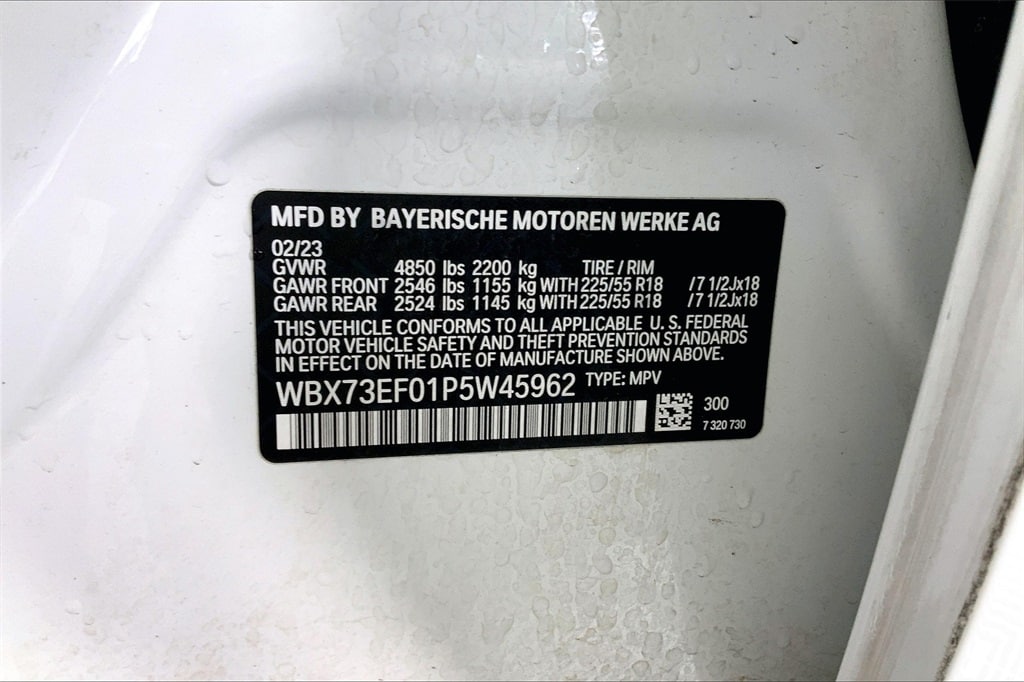 MFD BY BAYERISCHE MOTOREN WERKE AG
02/23
GVWR 4850 lbs 2200 kg TIRE / RIM
GAWR FRONT 2546 lbs 1155 kg WITH 225/55 R18 /7 1/2Jx18
GAWR REAR 2524 lbs 1145 kg WITH 225/55 R18 /7 1/2Jx18
THIS VEHICLE CONFORMS TO ALL APPLICABLE U. S. FEDERAL
MOTOR VEHICLE SAFETY AND THEFT PREVENTION STANDARDS
IN EFFECT ON THE DATE OF MANUFACTURE SHOWN ABOVE.
WBX73EF01P5W45962 TYPE: MPV
300
7 320 730